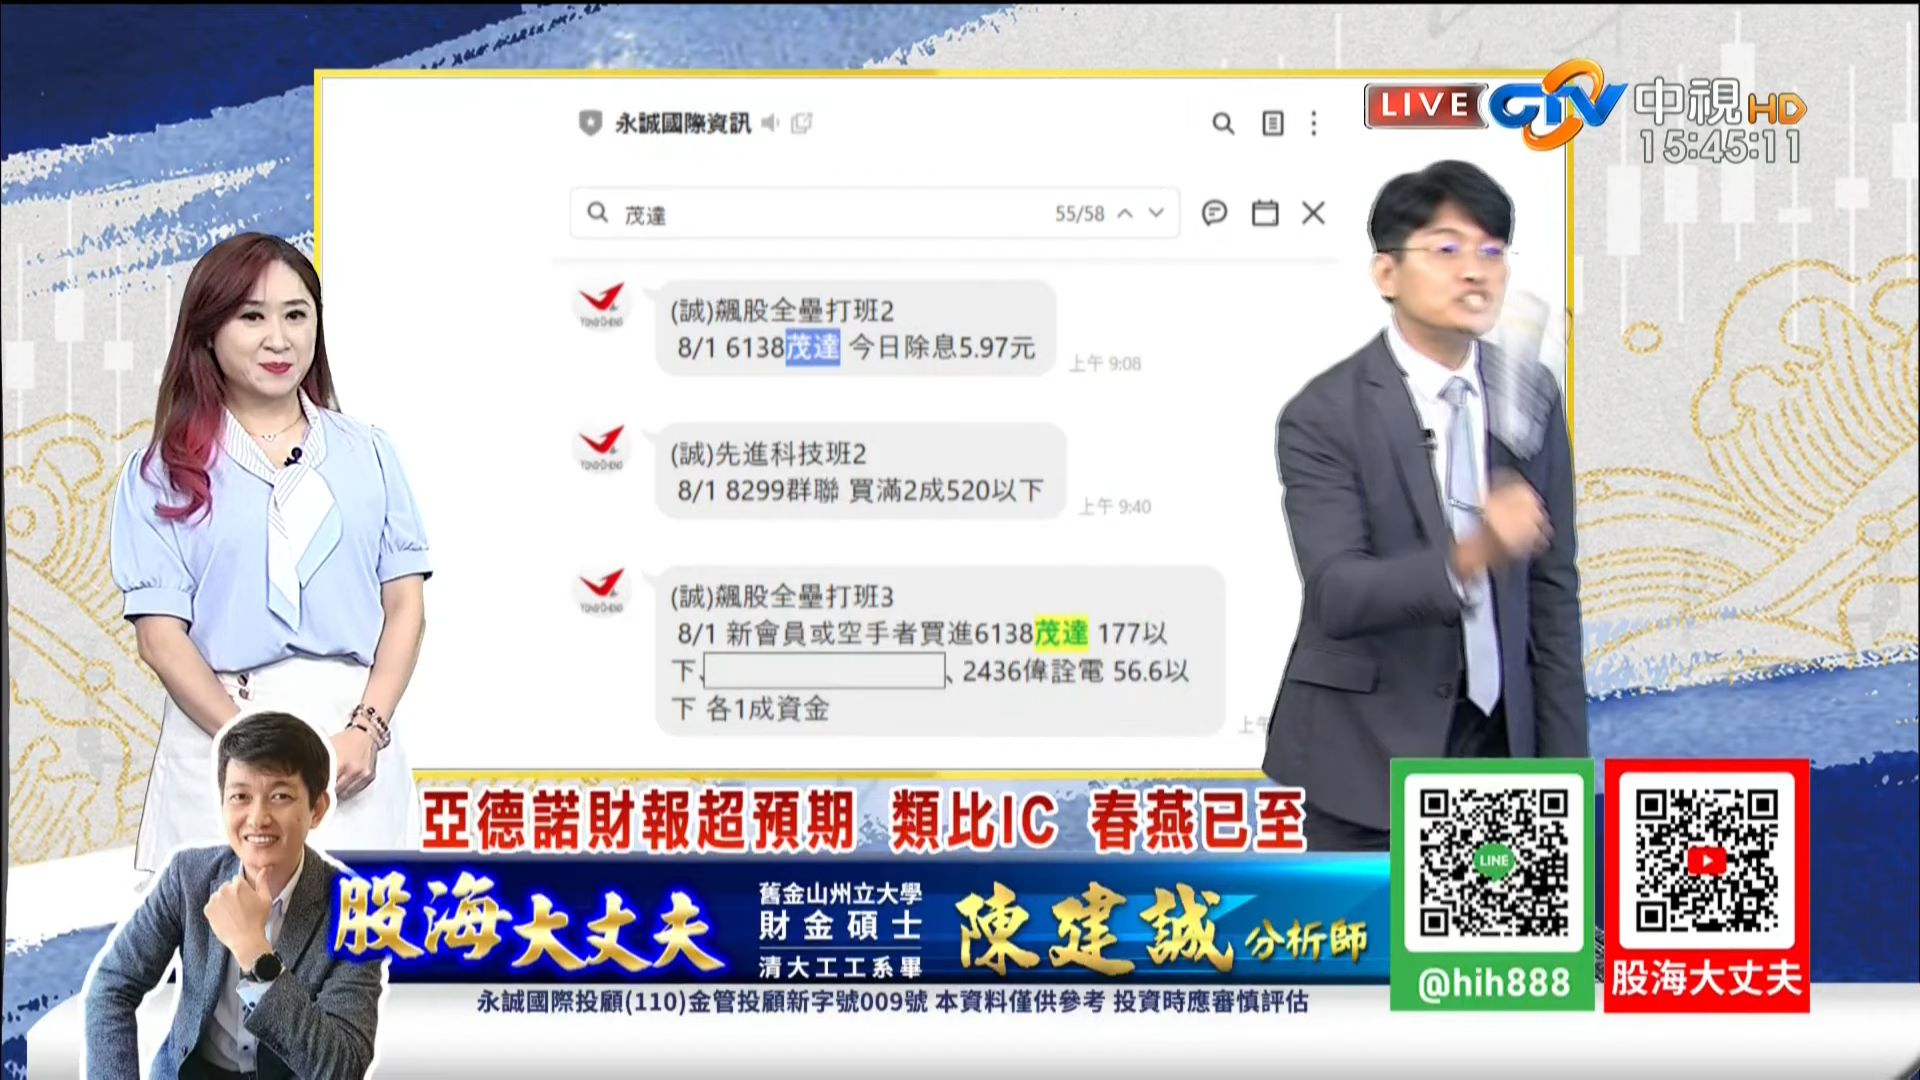 LIVE
CTV 中視HD
15:45:11
永誠國際資訊
茂達
55/58
(誠)飆股全壘打班2
8/1 6138茂達 今日除息5.97元
上午 9:08
(誠)先進科技班2
8/1 8299群聯 買滿2成520以下
上午 9:40
(誠)飆股全壘打班3
8/1 新會員或空手者買進6138茂達 177以
下、 、2436偉詮電 56.6以
下 各1成資金
上午
亞德諾財報超預期 類比IC 春燕已至
股海大丈夫
舊金山州立大學
財金碩士
清大工工系畢
陳建誠 分析師
永誠國際投顧(110)金管投顧新字號009號 本資料僅供參考 投資時應審慎評估
LINE
@hih888
股海大丈夫